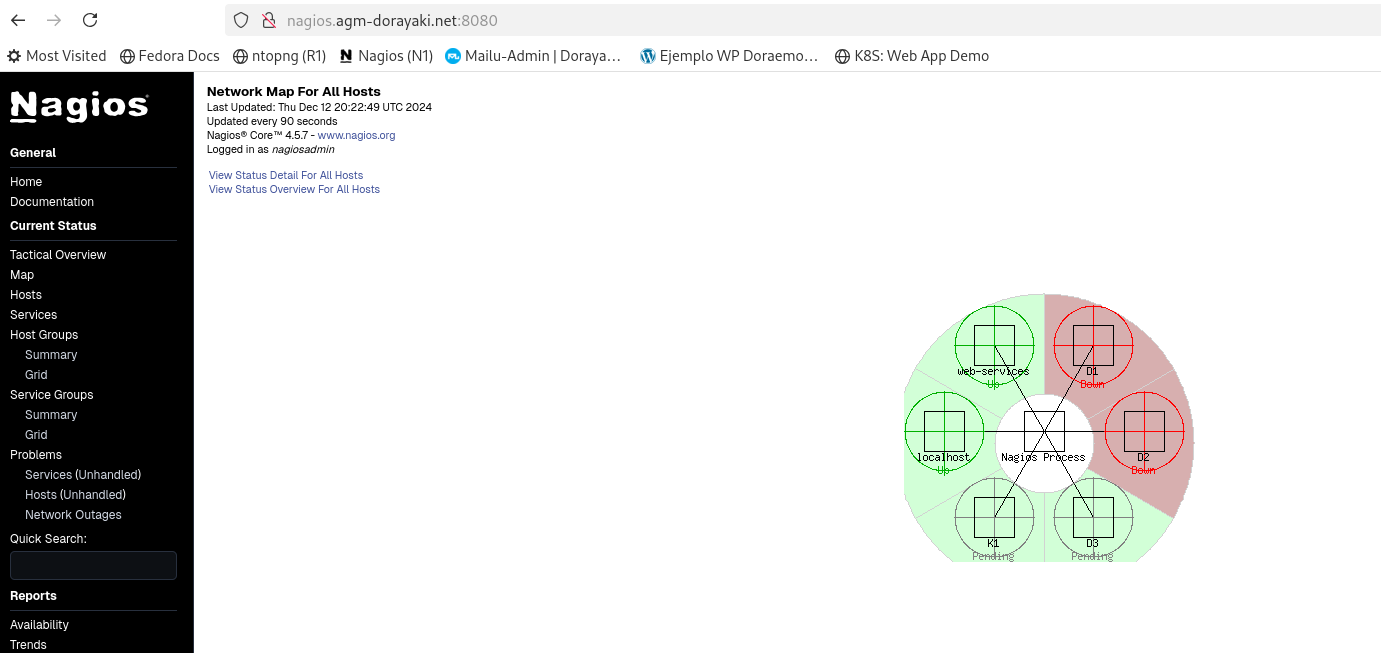 nagios.agm-dorayaki.net:8080
Most Visited Fedora Docs ntopng (R1) Nagios (N1) Mailu-Admin | Doraya… Ejemplo WP Doraemo… K8S: Web App Demo
Nagios®
General
Home
Documentation
Current Status
Tactical Overview
Map
Hosts
Services
Host Groups
Summary
Grid
Service Groups
Summary
Grid
Problems
Services (Unhandled)
Hosts (Unhandled)
Network Outages
Quick Search:
Reports
Availability
Trends
Network Map For All Hosts
Last Updated: Thu Dec 12 20:22:49 UTC 2024
Updated every 90 seconds
Nagios® Core™ 4.5.7 - www.nagios.org
Logged in as nagiosadmin
View Status Detail For All Hosts
View Status Overview For All Hosts
web-services
Up
D1
Down
localhost
Up
Nagios Process
D2
Down
K1
Pending
D3
Pending